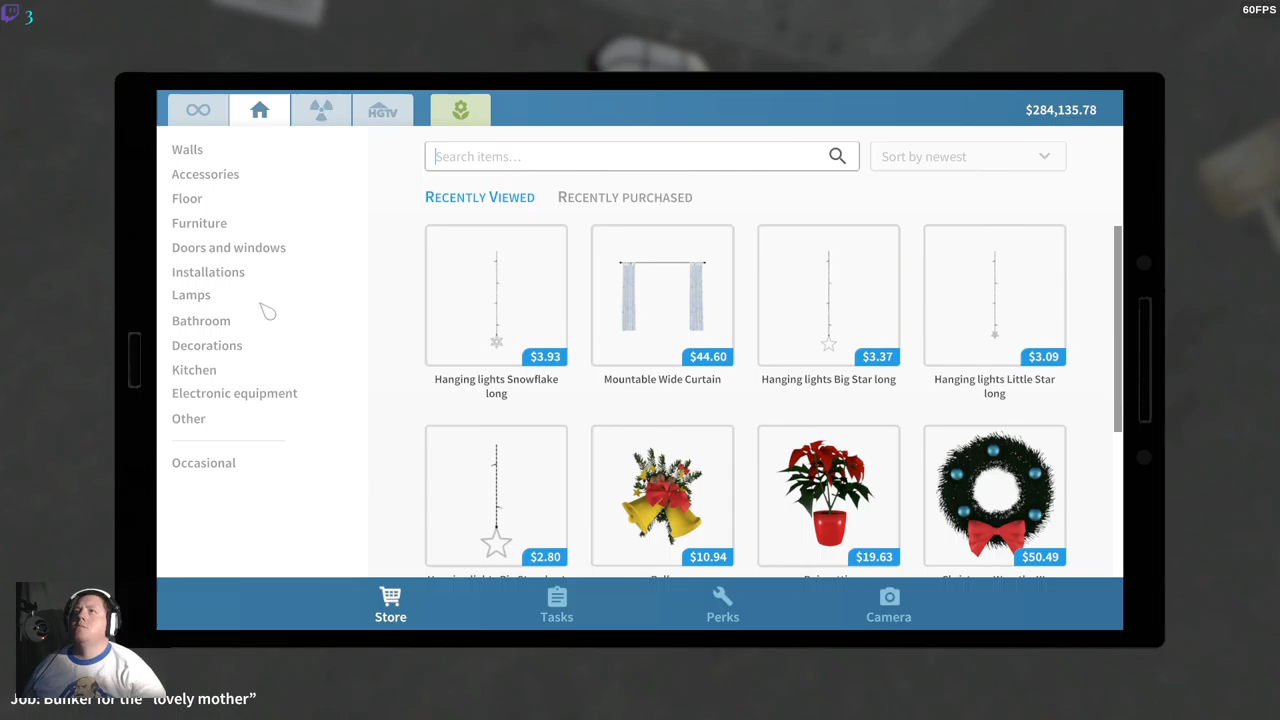 3
60FPS
HGTV
$284,135.78
Walls
Accessories
Floor
Furniture
Doors and windows
Installations
Lamps
Bathroom
Decorations
Kitchen
Electronic equipment
Other
Occasional
Search items...
Sort by newest
RECENTLY VIEWED
RECENTLY PURCHASED
$3.93
$44.60
$3.37
$3.09
Hanging lights Snowflake
long
Mountable Wide Curtain
Hanging lights Big Star long
Hanging lights Little Star
long
$2.80
$10.94
$19.63
$50.49
Store
Tasks
Perks
Camera
Job: Bunker for the "lovely mother"